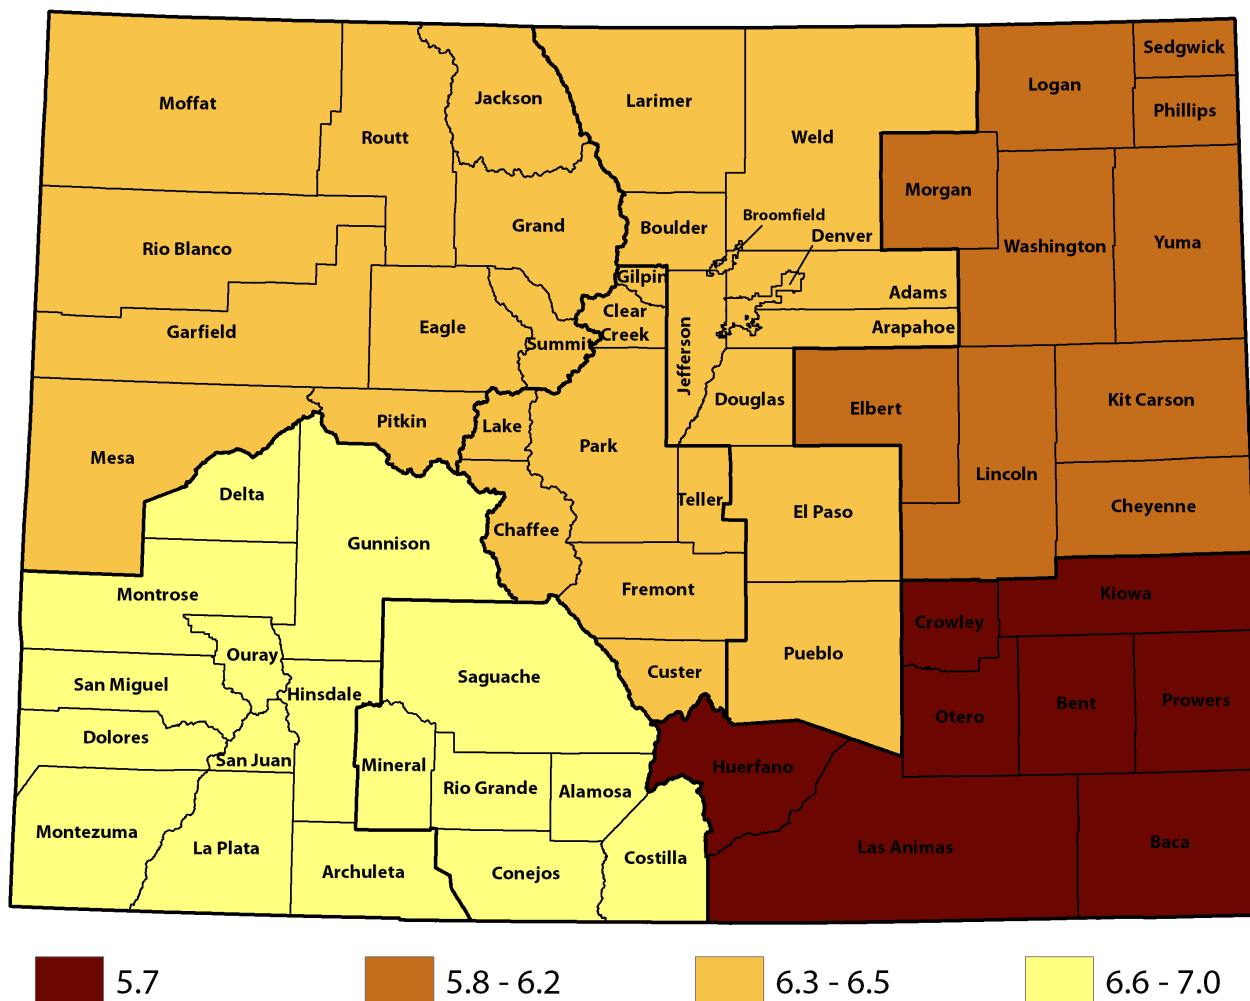 Sedgwick
Logan
Moffat
Jackson
Larimer
Phillips
Routt
Weld
Morgan
Broomfield
Grand
Boulder
Denver
Rio Blanco
Washington
Yuma
Gilpin
Adams
Clear
Creek
Garfield
Eagle
Summit
Arapahoe
Jefferson
Douglas
Elbert
Kit Carson
Pitkin
Lake
Park
Mesa
Lincoln
Delta
Teller
El Paso
Cheyenne
Chaffee
Gunnison
Montrose
Fremont
Kiowa
Crowley
Ouray
Pueblo
Custer
Saguache
San Miguel
Hinsdale
Bent
Prowers
Otero
Dolores
San Juan
Mineral
Huerfano
Rio Grande
Alamosa
Montezuma
La Plata
Las Animas
Baca
Costilla
Archuleta
Conejos
5.7
5.8 - 6.2
6.3 - 6.5
6.6 - 7.0